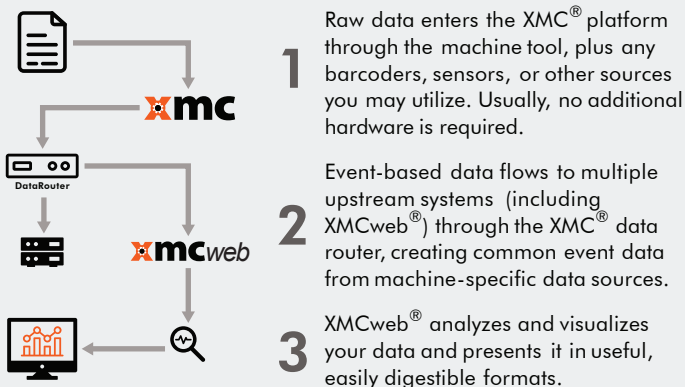 xmc
DataRouter
xmcweb
1
Raw data enters the XMC® platform
through the machine tool, plus any
barcoders, sensors, or other sources
you may utilize. Usually, no additional
hardware is required.
2
Event-based data flows to multiple
upstream systems (including
XMCweb®) through the XMC® data
router, creating common event data
from machine-specific data sources.
3
XMCweb® analyzes and visualizes
your data and presents it in useful,
easily digestible formats.